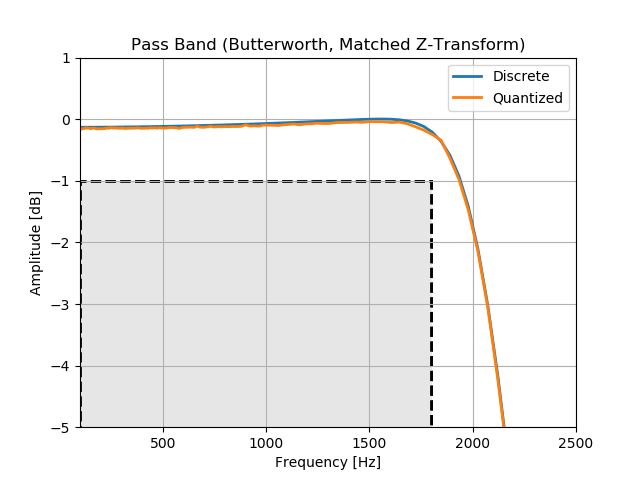 Pass Band (Butterworth, Matched Z-Transform)
Discrete
Quantized
Amplitude [dB]
1
0
−1
−2
−3
−4
−5
500 1000 1500 2000 2500
Frequency [Hz]